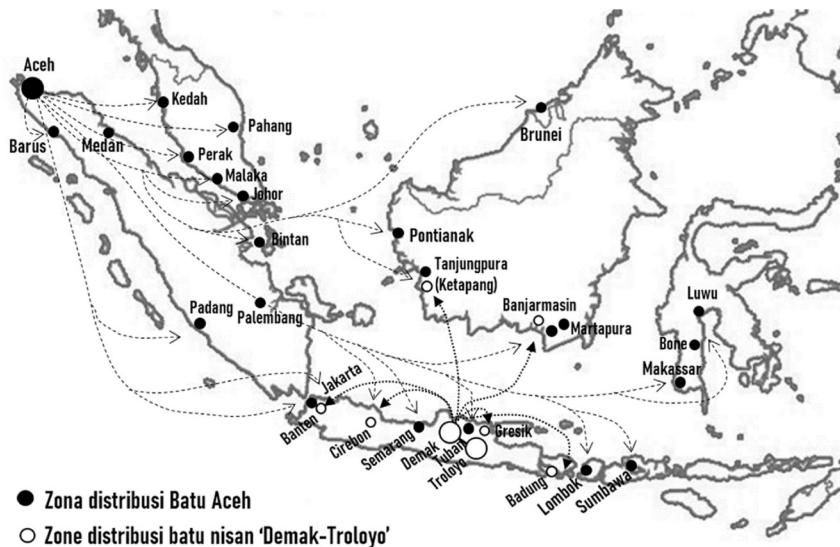 Aceh
Kedah
Pahang
Barus
Medan
Brunei
Perak
Malaka
Johor
Pontianak
Bintan
Tanjungpura
(Ketapang)
Banjarmasin
Martapura
Luwu
Padang
Palembang
Bone
Makassar
Jakarta
Banten
Cirebon
Semarang
Demak
Tuban
Troloyo
Gresik
Badung
Lombok
Sumbawa
Zona distribusi Batu Aceh
Zone distribusi batu nisan ‘Demak-Troloyo’